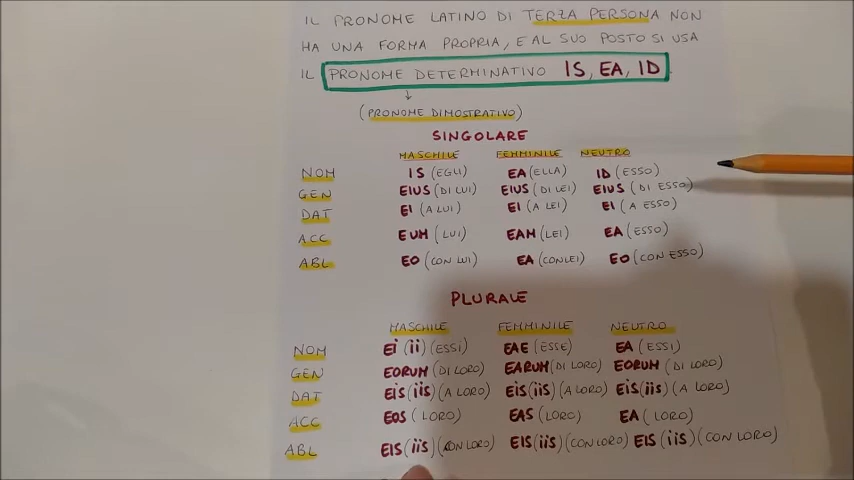 IL PRONOME LATINO DI TERZA PERSONA NON
HA UNA FORMA PROPRIA, E AL SUO POSTO SI USA
IL PRONOME DETERMINATIVO IS, EA, ID.
(PRONOME DIMOSTRATIVO)
SINGOLARE
MASCHILE FEMMINILE NEUTRO
NOM IS (EGLI) EA (ELLA) ID (ESSO)
GEN EIUS (DI LUI) EIUS (DI LEI) EIUS (DI ESSO)
DAT EI (A LUI) EI (A LEI) EI (A ESSO)
ACC EUM (LUI) EAM (LEI) EA (ESSO)
ABL EO (CON LUI) EA (CON LEI) EO (CON ESSO)
PLURALE
MASCHILE FEMMINILE NEUTRO
NOM Ei (ii) (ESSI) EAE (ESSE) EA (ESSI)
GEN EORUM (DI LORO) EARUM (DI LORO) EORUM (DI LORO)
DAT EiS (iiS) (A LORO) EiS (iiS) (A LORO) EiS (iiS) (A LORO)
ACC EOS (LORO) EAS (LORO) EA (LORO)
ABL EIS (iiS) (CON LORO) EIS (iiS) (CON LORO) EIS (iiS) (CON LORO)